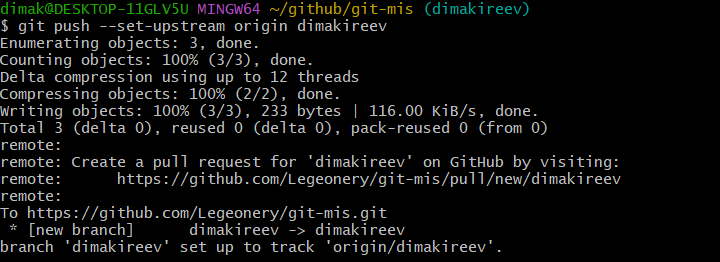 dimak@DESKTOP-11GLV5U MINGW64 ~/github/git-mis (dimakireev)
$ git push --set-upstream origin dimakireev
Enumerating objects: 3, done.
Counting objects: 100% (3/3), done.
Delta compression using up to 12 threads
Compressing objects: 100% (2/2), done.
Writing objects: 100% (3/3), 233 bytes | 116.00 KiB/s, done.
Total 3 (delta 0), reused 0 (delta 0), pack-reused 0 (from 0)
remote:
remote: Create a pull request for 'dimakireev' on GitHub by visiting:
remote:      https://github.com/Legeonery/git-mis/pull/new/dimakireev
remote:
To https://github.com/Legeonery/git-mis.git
 * [new branch]      dimakireev -> dimakireev
branch 'dimakireev' set up to track 'origin/dimakireev'.